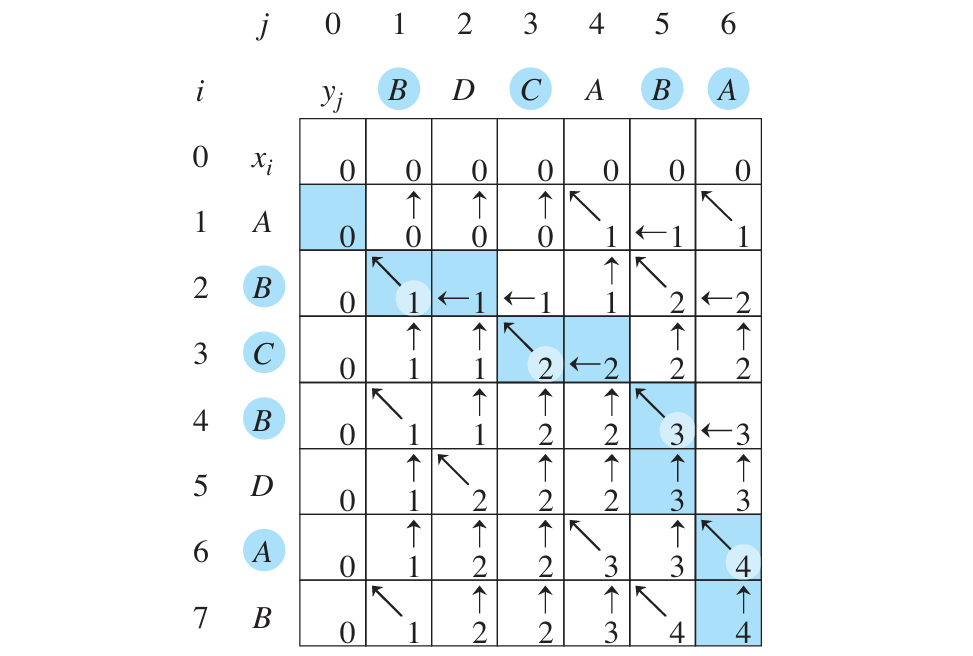 j 0 1 2 3 4 5 6
i yj B D C A B A
0 xi 0 0 0 0 0 0 0
1 A 0 ↑0 ↑0 ↑0 ↖1 ←1 ↖1
2 B 0 ↖1 ←1 ←1 ↑1 ↖2 ←2
3 C 0 ↑1 ↑1 ↖2 ←2 ↑2 ↑2
4 B 0 ↖1 ↑1 ↑2 ↑2 ↖3 ←3
5 D 0 ↑1 ↖2 ↑2 ↑2 ↑3 ↑3
6 A 0 ↑1 ↑2 ↑2 ↖3 ↑3 ↖4
7 B 0 ↖1 ↑2 ↑2 ↑3 ↖4 ↑4